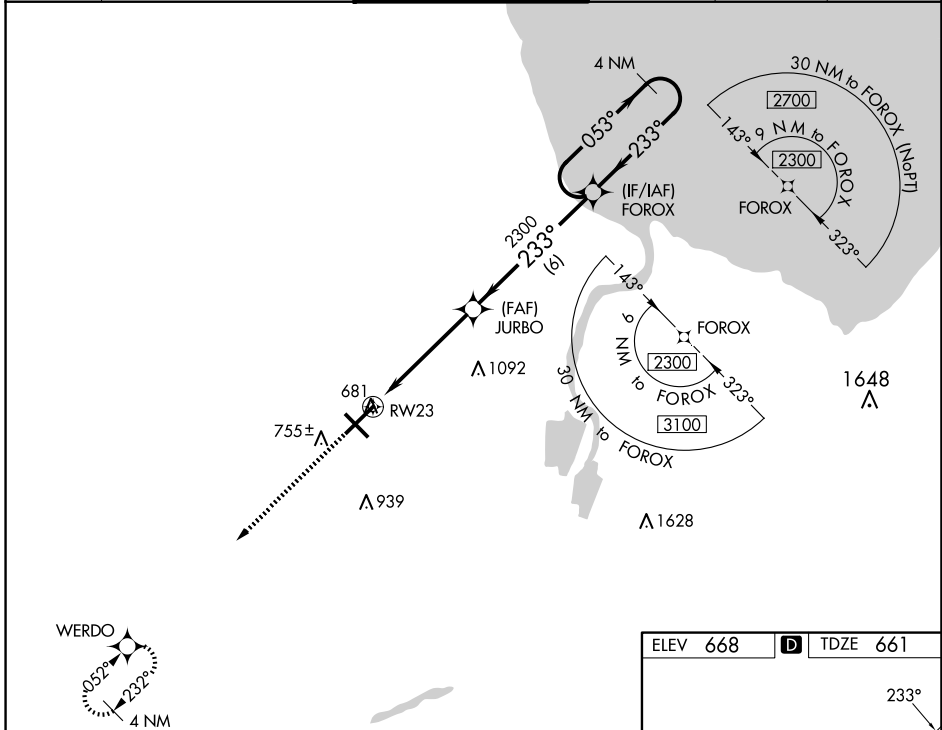 4 NM
053°
233°
(IF/IAF)
FOROX
2300
233°
(6)
(FAF)
JURBO
1092
681
RW23
755±
939
30 NM to FOROX (NoPT)
2700
143°
9 NM to FOROX
2300
FOROX
323°
143°
FOROX
9 NM to FOROX
2300
323°
3100
30 NM to FOROX
1648
1628
WERDO
052°
232°
4 NM
ELEV 668 D TDZE 661
233°